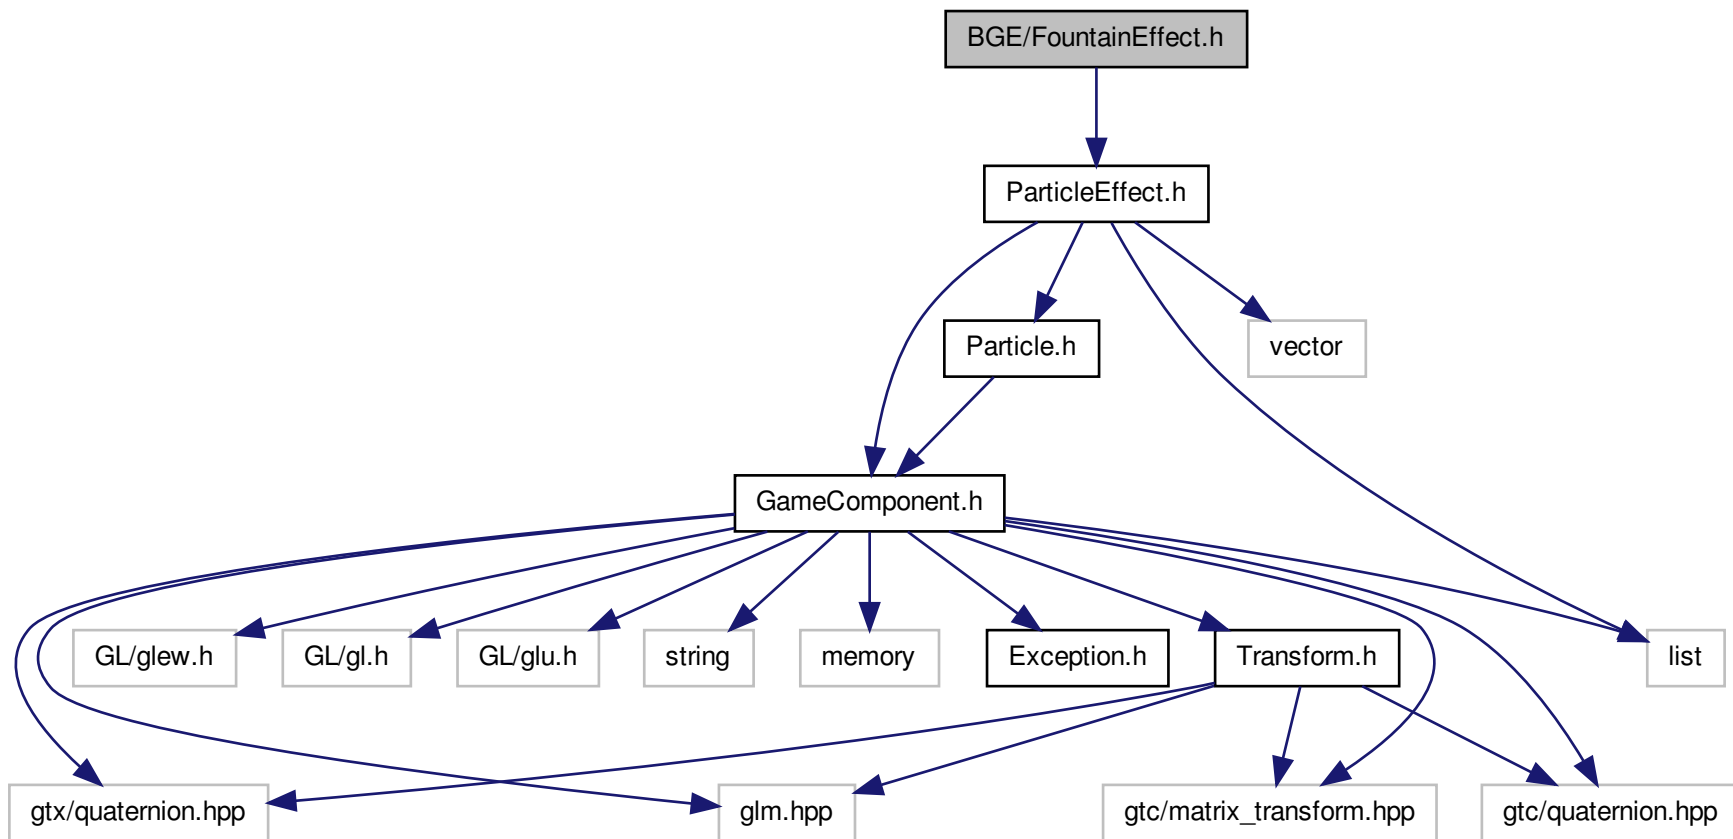 BGE/FountainEffect.h
ParticleEffect.h
Particle.h
vector
GameComponent.h
GL/glew.h
GL/gl.h
GL/glu.h
string
memory
Exception.h
Transform.h
list
gtx/quaternion.hpp
glm.hpp
gtc/matrix_transform.hpp
gtc/quaternion.hpp